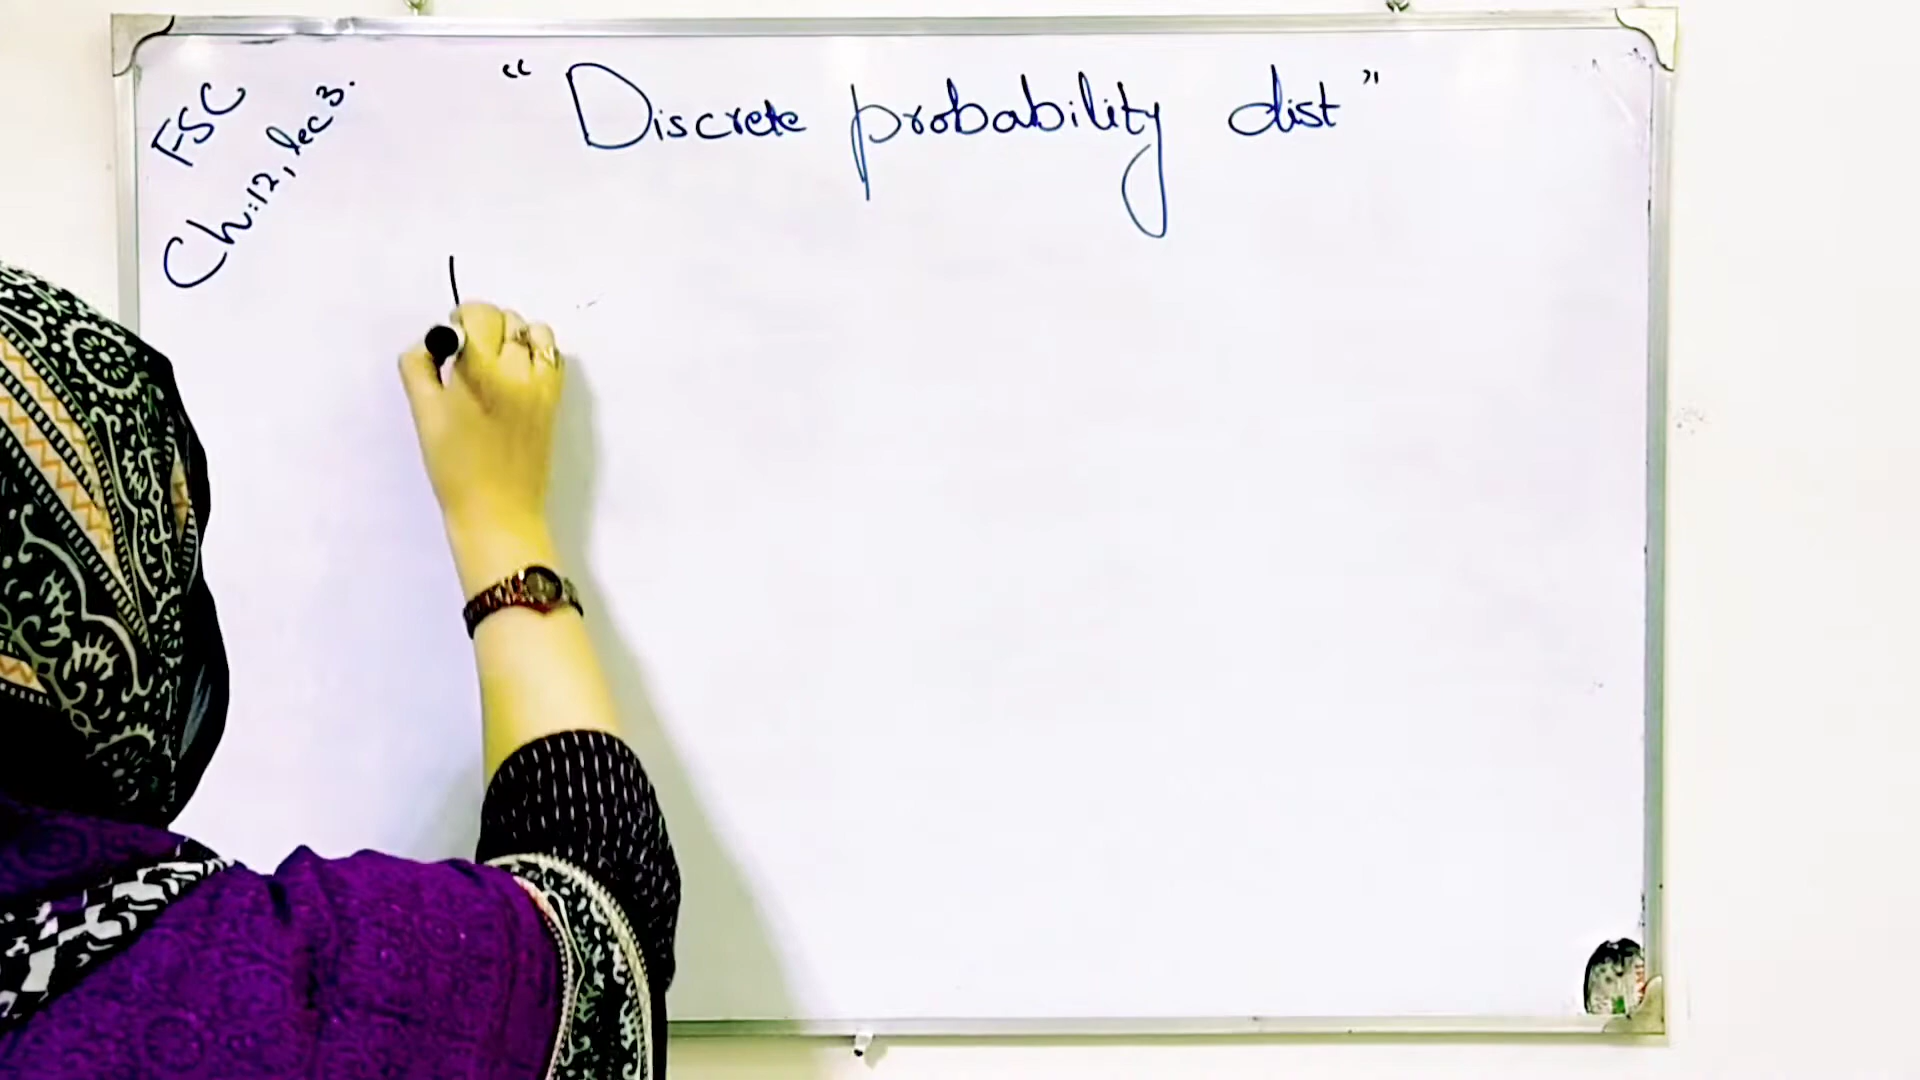 FSC
Ch:12, lec 3.
“Discrete probability dist”